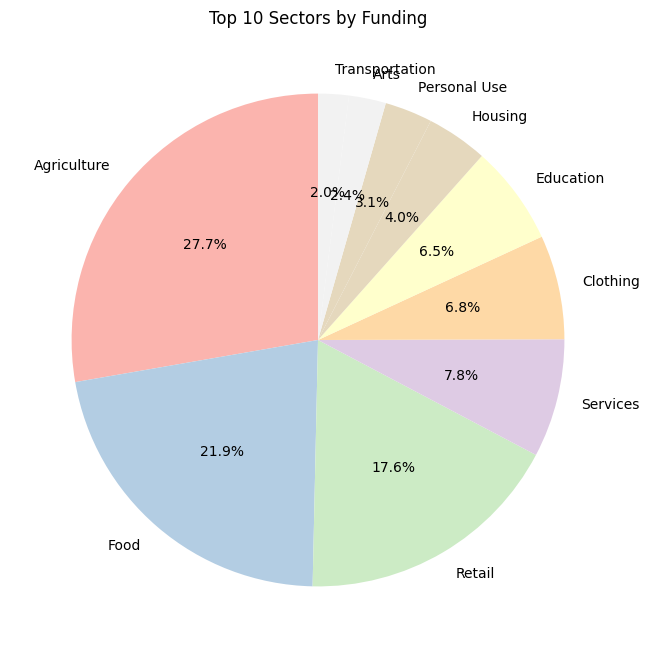 Top 10 Sectors by Funding
Transportation
Arts
Personal Use
Housing
Education
Clothing
Services
Retail
Food
Agriculture
2.0%
2.4%
3.1%
4.0%
6.5%
6.8%
7.8%
17.6%
21.9%
27.7%